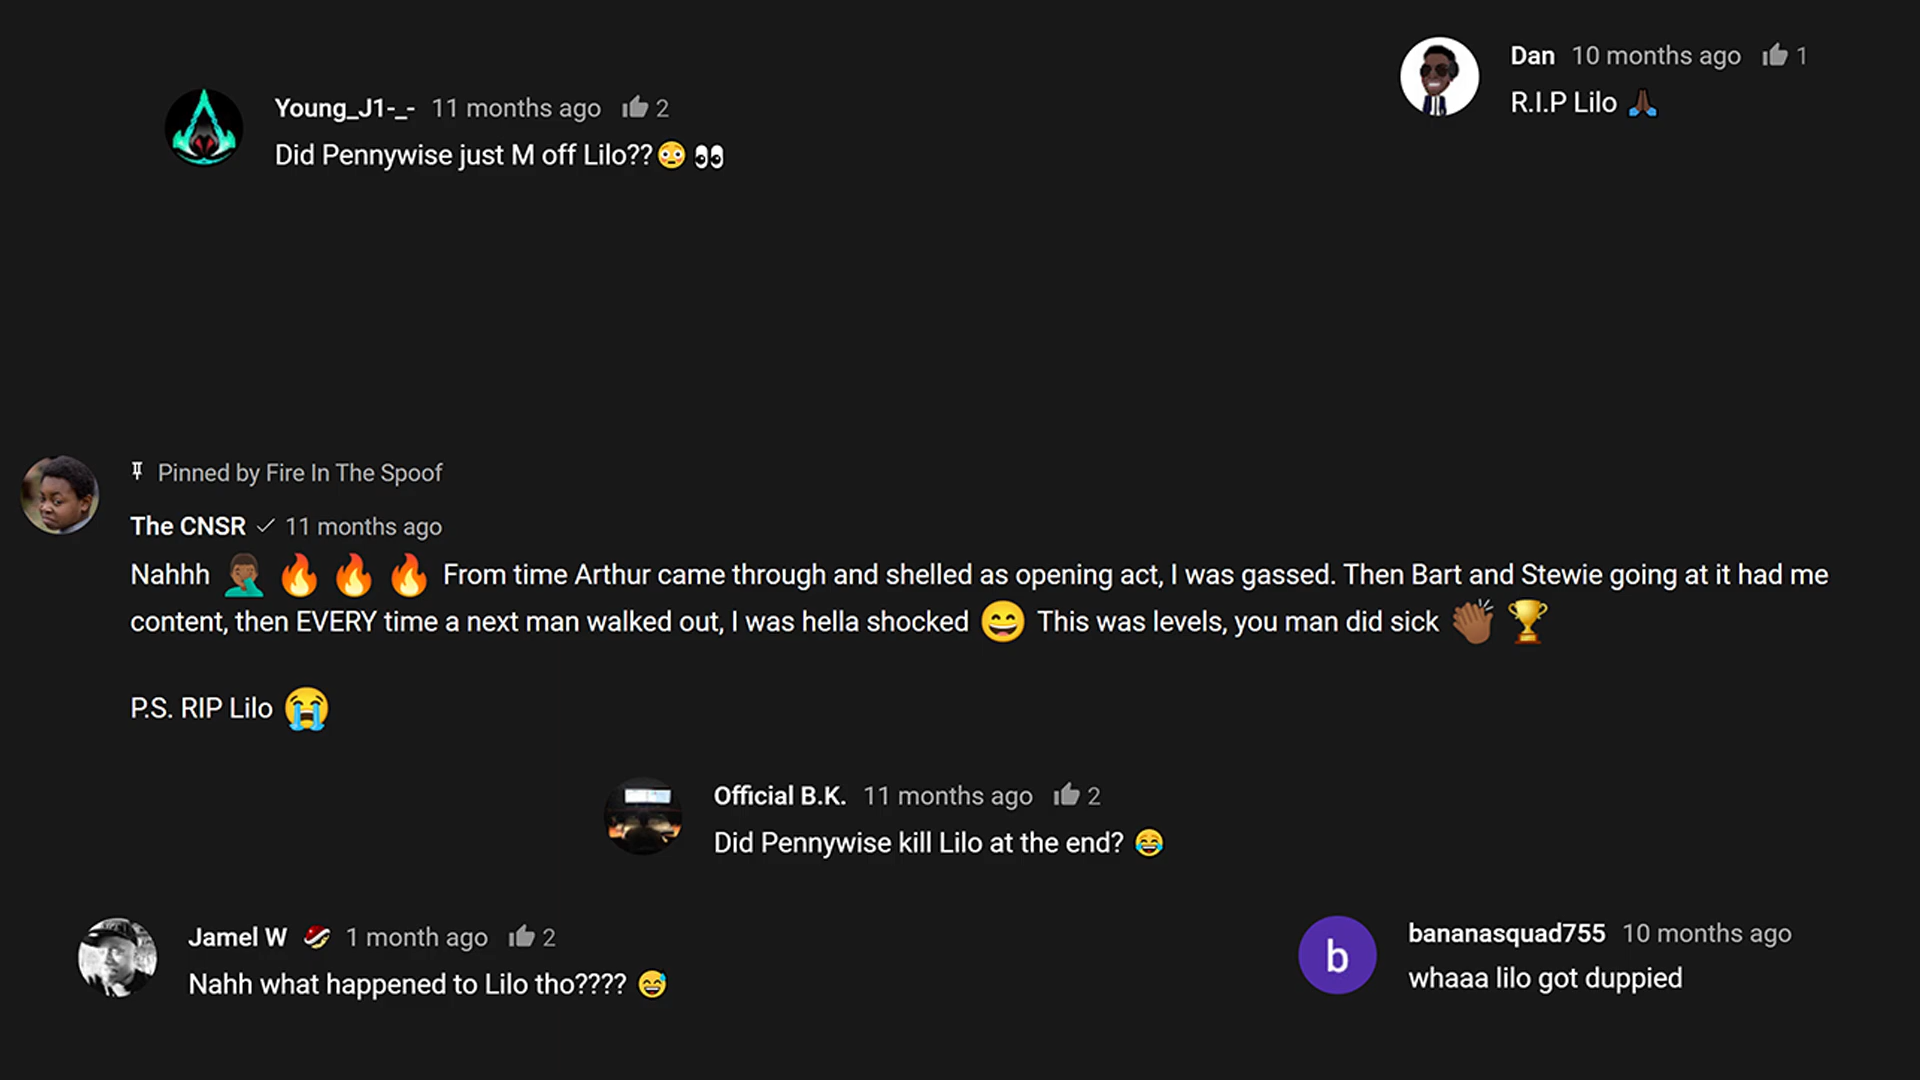 Dan 10 months ago 1
R.I.P Lilo 🙏🏿
Young_J1-_- 11 months ago 2
Did Pennywise just M off Lilo??😳 👀
Pinned by Fire In The Spoof
The CNSR ✓ 11 months ago
Nahhh 🤦🏾‍♂️ 🔥 🔥 🔥 From time Arthur came through and shelled as opening act, I was gassed. Then Bart and Stewie going at it had me
content, then EVERY time a next man walked out, I was hella shocked 😄 This was levels, you man did sick 👏🏾 🏆
P.S. RIP Lilo 😭
Official B.K. 11 months ago 2
Did Pennywise kill Lilo at the end? 😂
Jamel W 1 month ago 2
Nahh what happened to Lilo tho???? 😅
b
bananasquad755 10 months ago
whaaa lilo got duppied